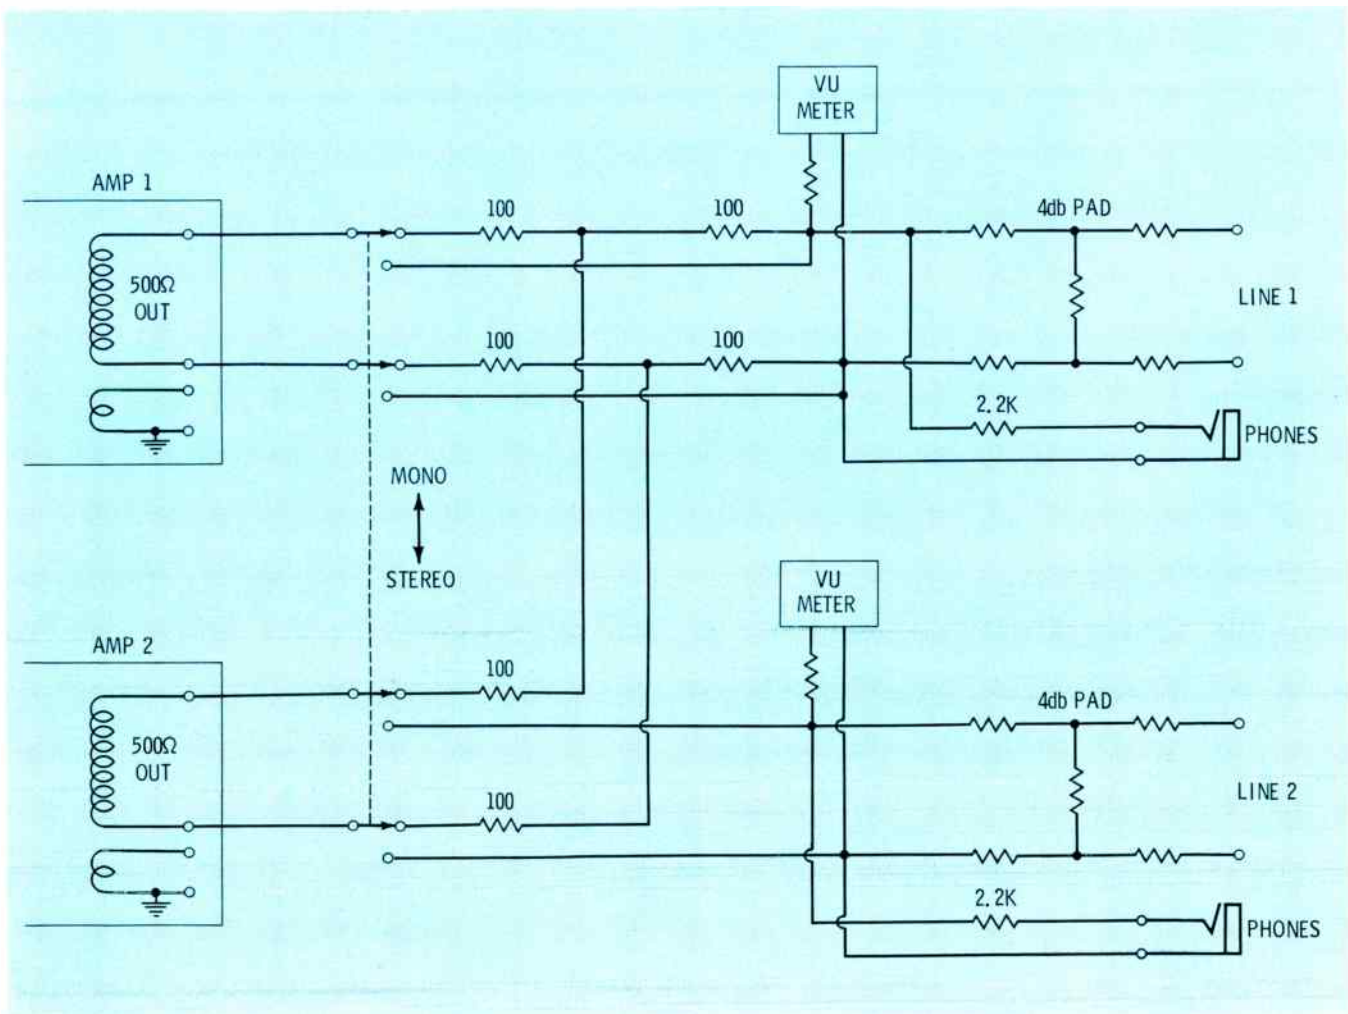 VU
METER
AMP 1
100
100
4db PAD
500Ω
OUT
LINE 1
100
100
2.2K
PHONES
MONO
STEREO
VU
METER
AMP 2
100
4db PAD
500Ω
OUT
LINE 2
100
2.2K
PHONES